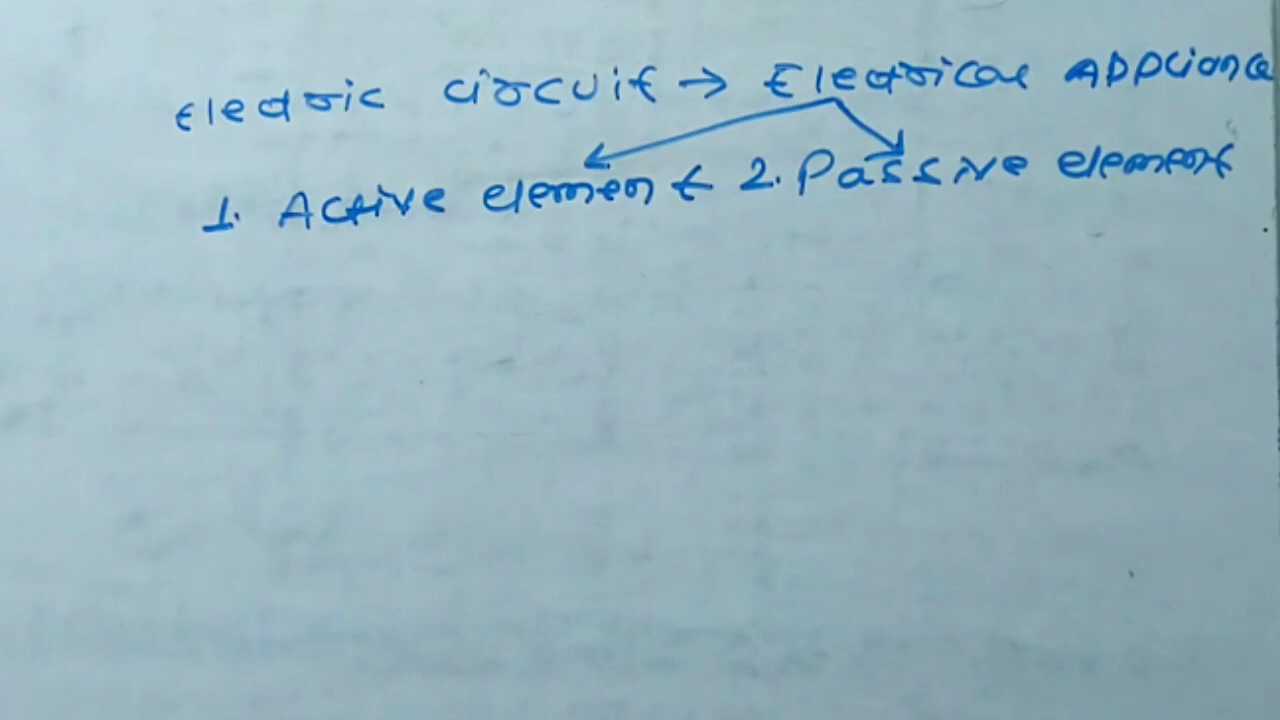 Electric circuit → Electrical Appliance
1. Active element 2. Passive element